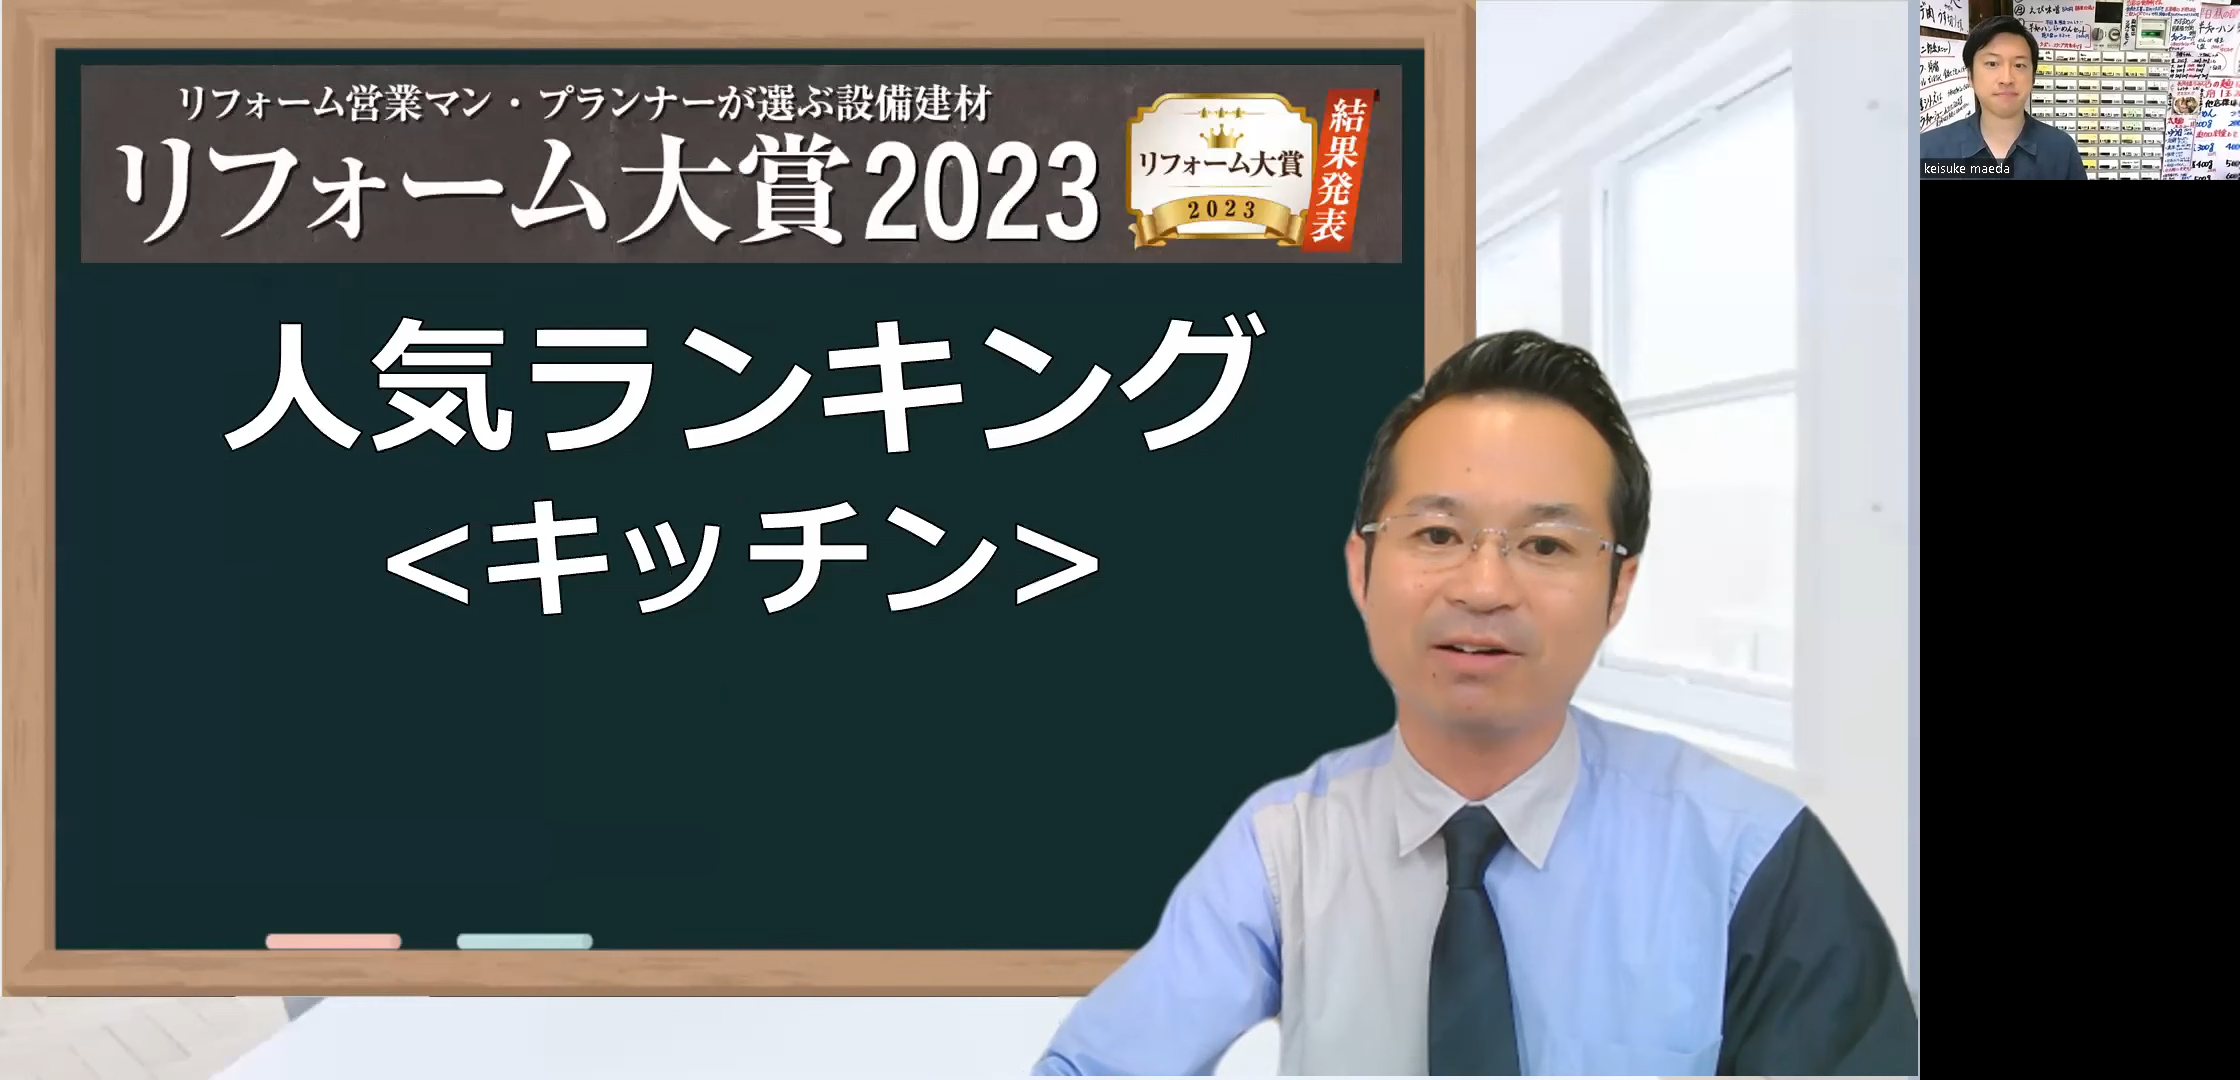 リフォーム営業マン・プランナーが選ぶ設備建材
リフォーム大賞2023
リフォーム大賞
2023
結果発表
人気ランキング
<キッチン>
keisuke maeda